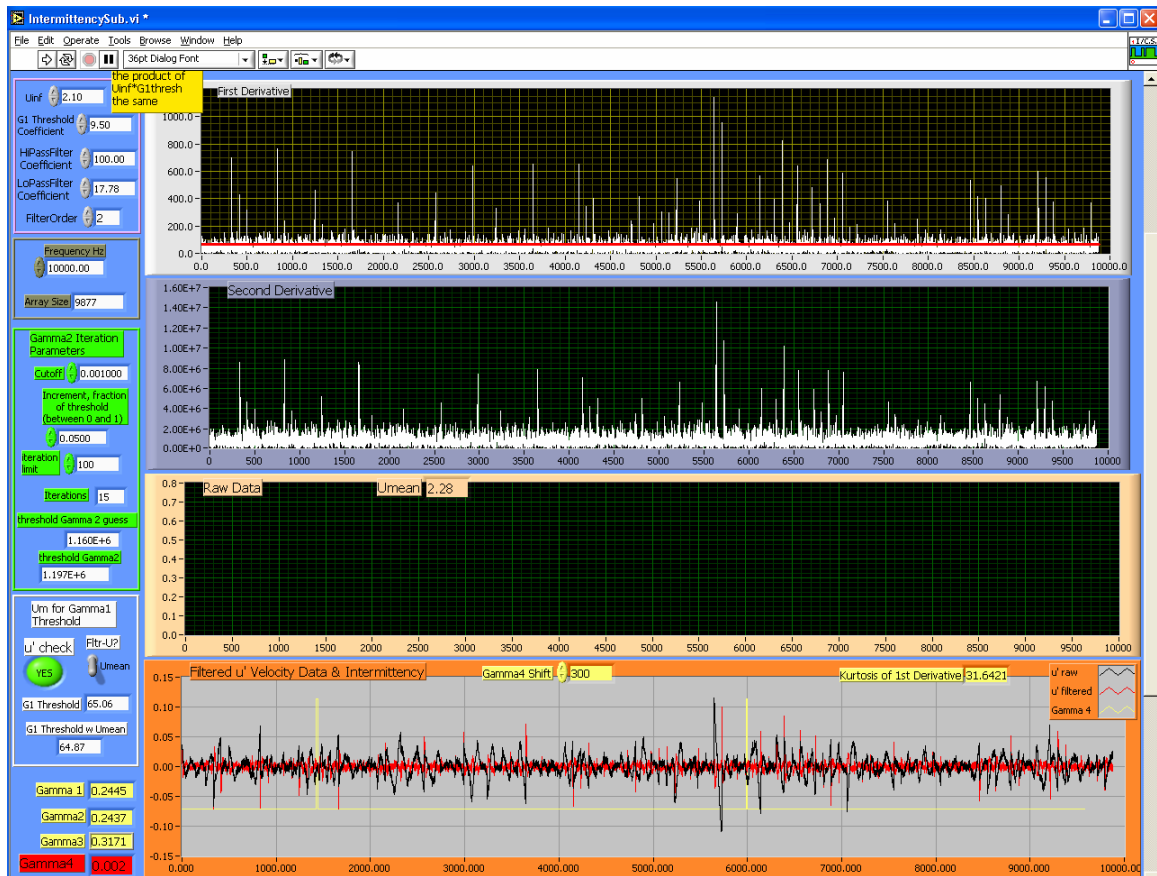 IntermittencySub.vi *
File Edit Operate Tools Browse Window Help
36pt Dialog Font
the product of
Uinf*G1thresh
the same
Uinf 2.10
G1 Threshold
Coefficient 9.50
HiPassFilter
Coefficient 100.00
LoPassFilter
Coefficient 17.78
FilterOrder 2
Frequency Hz
10000.00
Array Size 9877
Gamma2 Iteration
Parameters
Cutoff 0.001000
Increment, fraction
of threshold
(between 0 and 1)
0.0500
iteration
limit 100
Iterations 15
threshold Gamma 2 guess
1.160E+6
threshold Gamma2
1.197E+6
Um for Gamma1
Threshold
u' check Fltr-U?
YES Umean
G1 Threshold 65.06
G1 Threshold w Umean
64.87
Gamma 1 0.2445
Gamma2 0.2437
Gamma3 0.3171
Gamma4 0.002
First Derivative
1000.0
800.0
600.0
400.0
200.0
0.0
0.0 500.0 1000.0 1500.0 2000.0 2500.0 3000.0 3500.0 4000.0 4500.0 5000.0 5500.0 6000.0 6500.0 7000.0 7500.0 8000.0 8500.0 9000.0 9500.0 10000.0
Second Derivative
1.60E+7
1.40E+7
1.20E+7
1.00E+7
8.00E+6
6.00E+6
4.00E+6
2.00E+6
0.00E+0
0 500 1000 1500 2000 2500 3000 3500 4000 4500 5000 5500 6000 6500 7000 7500 8000 8500 9000 9500 10000
Raw Data Umean 2.28
0.8
0.7
0.6
0.5
0.4
0.3
0.2
0.1
0.0
0 500 1000 1500 2000 2500 3000 3500 4000 4500 5000 5500 6000 6500 7000 7500 8000 8500 9000 9500 10000
Filtered u' Velocity Data & Intermittency Gamma4 Shift 300 Kurtosis of 1st Derivative 31.6421
u' raw
u' filtered
Gamma 4
0.15
0.10
0.05
0.00
-0.05
-0.10
-0.15
0.000 1000.000 2000.000 3000.000 4000.000 5000.000 6000.000 7000.000 8000.000 9000.000 10000.00